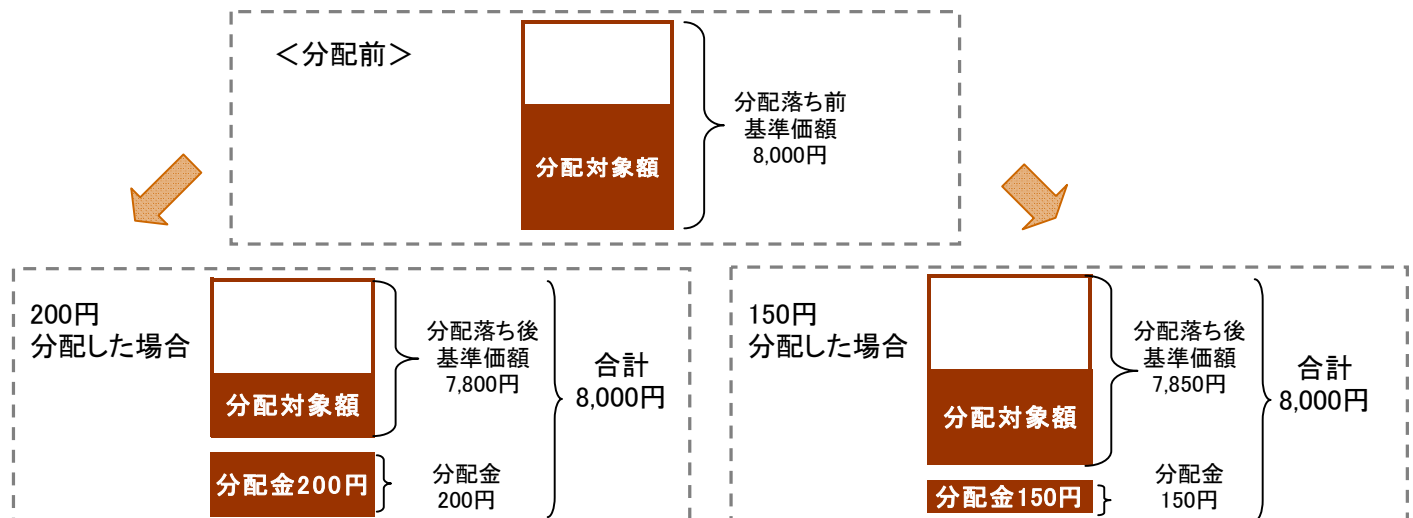 ＜分配前＞
分配対象額
分配落ち前
基準価額
8,000円
200円
分配した場合
分配対象額
分配金200円
分配落ち後
基準価額
7,800円
分配金
200円
合計
8,000円
150円
分配した場合
分配対象額
分配金150円
分配落ち後
基準価額
7,850円
分配金
150円
合計
8,000円